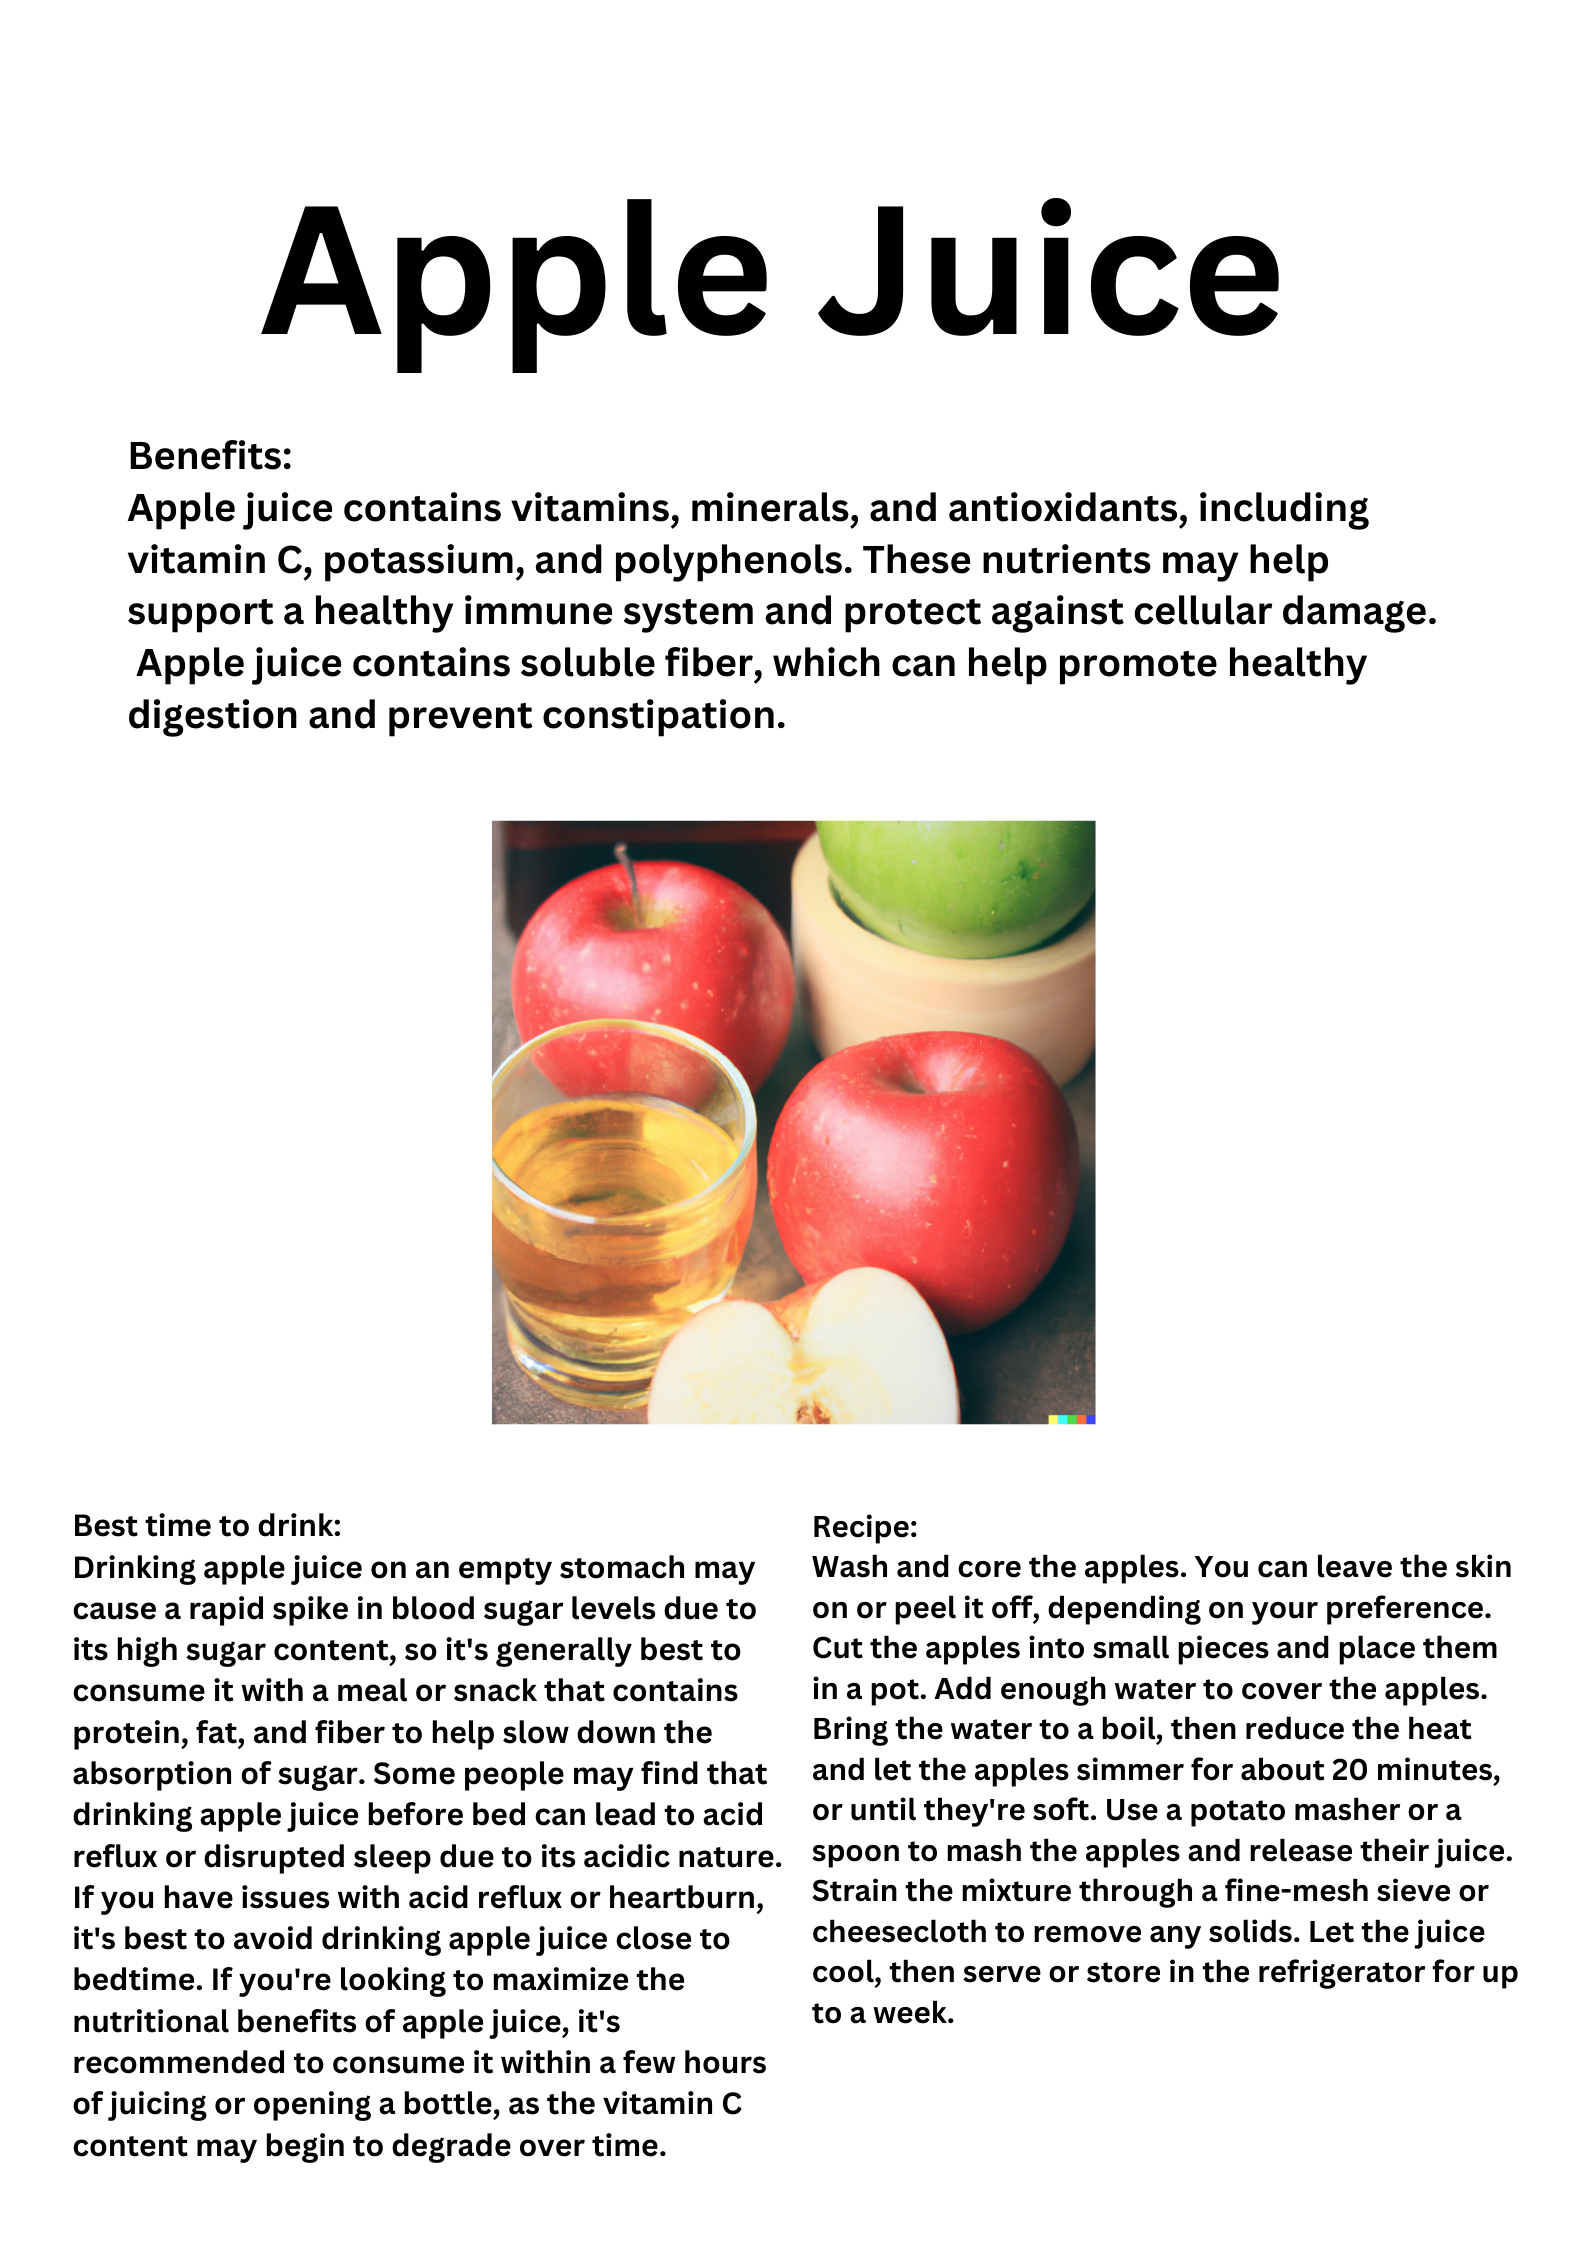 Apple Juice
Benefits:
Apple juice contains vitamins, minerals, and antioxidants, including
vitamin C, potassium, and polyphenols. These nutrients may help
support a healthy immune system and protect against cellular damage.
Apple juice contains soluble fiber, which can help promote healthy
digestion and prevent constipation.
Best time to drink:
Drinking apple juice on an empty stomach may
cause a rapid spike in blood sugar levels due to
its high sugar content, so it's generally best to
consume it with a meal or snack that contains
protein, fat, and fiber to help slow down the
absorption of sugar. Some people may find that
drinking apple juice before bed can lead to acid
reflux or disrupted sleep due to its acidic nature.
If you have issues with acid reflux or heartburn,
it's best to avoid drinking apple juice close to
bedtime. If you're looking to maximize the
nutritional benefits of apple juice, it's
recommended to consume it within a few hours
of juicing or opening a bottle, as the vitamin C
content may begin to degrade over time.
Recipe:
Wash and core the apples. You can leave the skin
on or peel it off, depending on your preference.
Cut the apples into small pieces and place them
in a pot. Add enough water to cover the apples.
Bring the water to a boil, then reduce the heat
and let the apples simmer for about 20 minutes,
or until they're soft. Use a potato masher or a
spoon to mash the apples and release their juice.
Strain the mixture through a fine-mesh sieve or
cheesecloth to remove any solids. Let the juice
cool, then serve or store in the refrigerator for up
to a week.